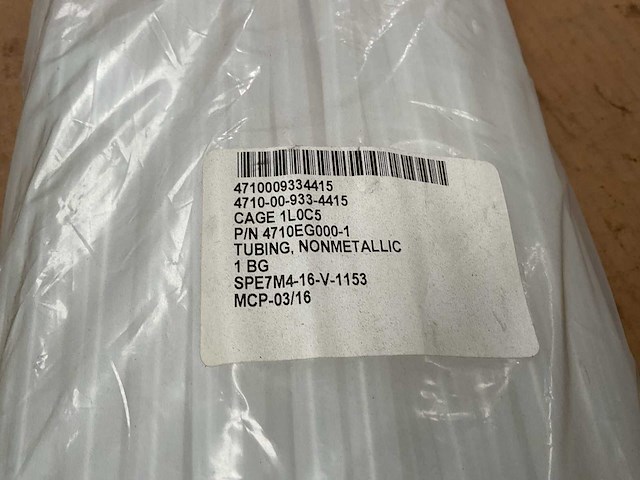 4710009334415
4710-00-933-4415
CAGE 1L0C5
P/N 4710EG000-1
TUBING, NONMETALLIC
1 BG
SPE7M4-16-V-1153
MCP-03/16